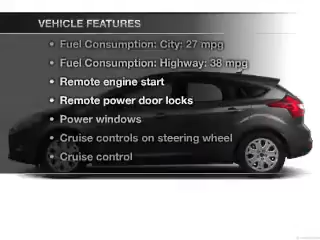 VEHICLE FEATURES
• Fuel Consumption: City: 27 mpg
• Fuel Consumption: Highway: 38 mpg
• Remote engine start
• Remote power door locks
• Power windows
• Cruise controls on steering wheel
• Cruise control